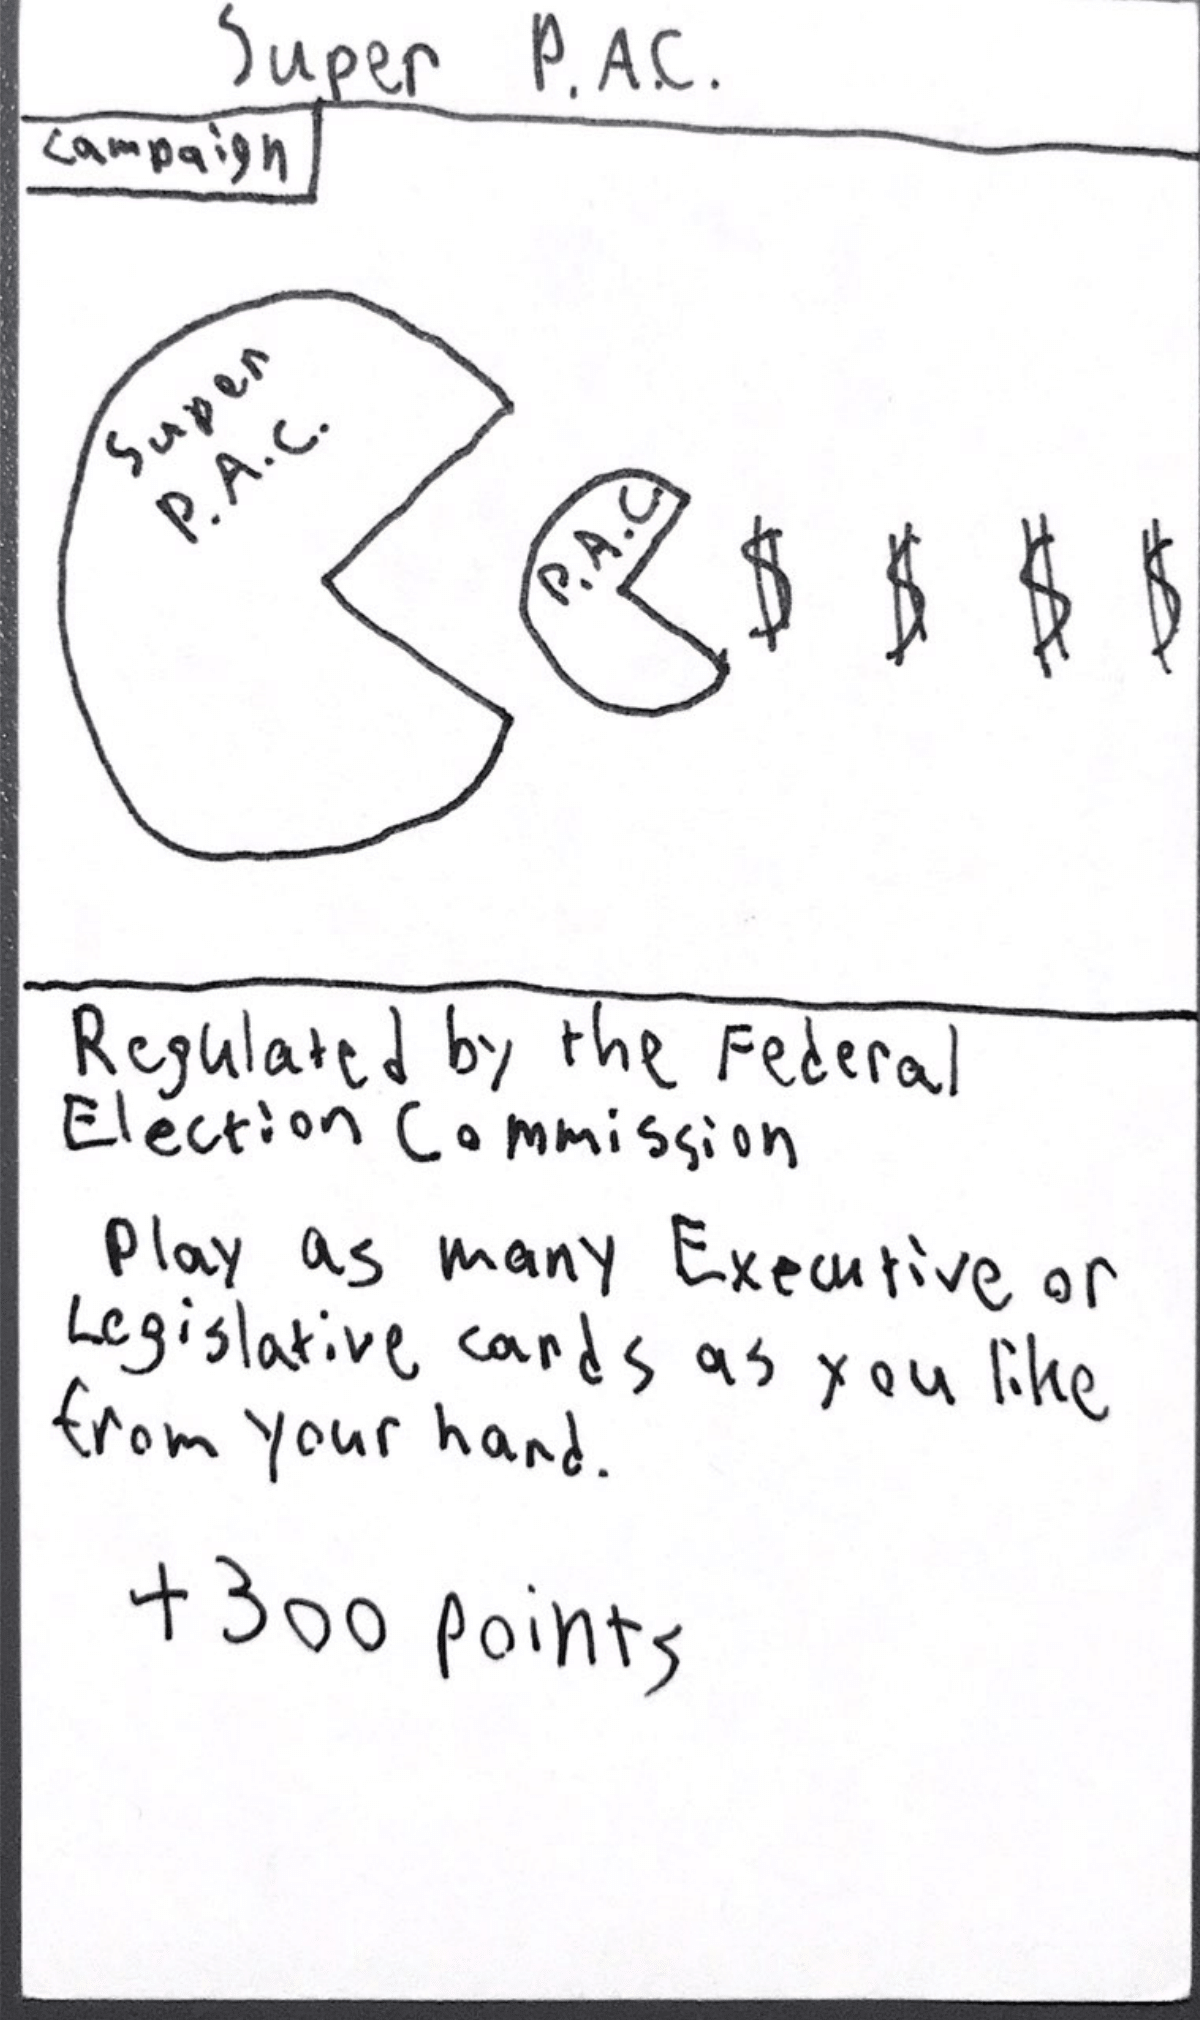 Super P.A.C.
Campaign
Super
P.A.C.
P.A.C
$ $ $ $
Regulated by the Federal
Election Commission
Play as many Executive or
Legislative cards as you like
from your hand.
+300 points